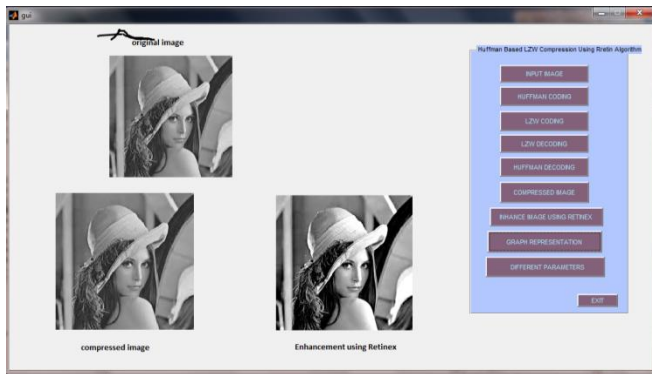 gui
original image
Huffman Based LZW Compression Using Rretin Algorithm
INPUT IMAGE
HUFFMAN CODING
LZW CODING
LZW DECODING
HUFFMAN DECODING
COMPRESSED IMAGE
INHANCE IMAGE USING RETINEX
GRAPH REPRESENTATION
DIFFERENT PARAMETERS
EXIT
compressed image
Enhancement using Retinex